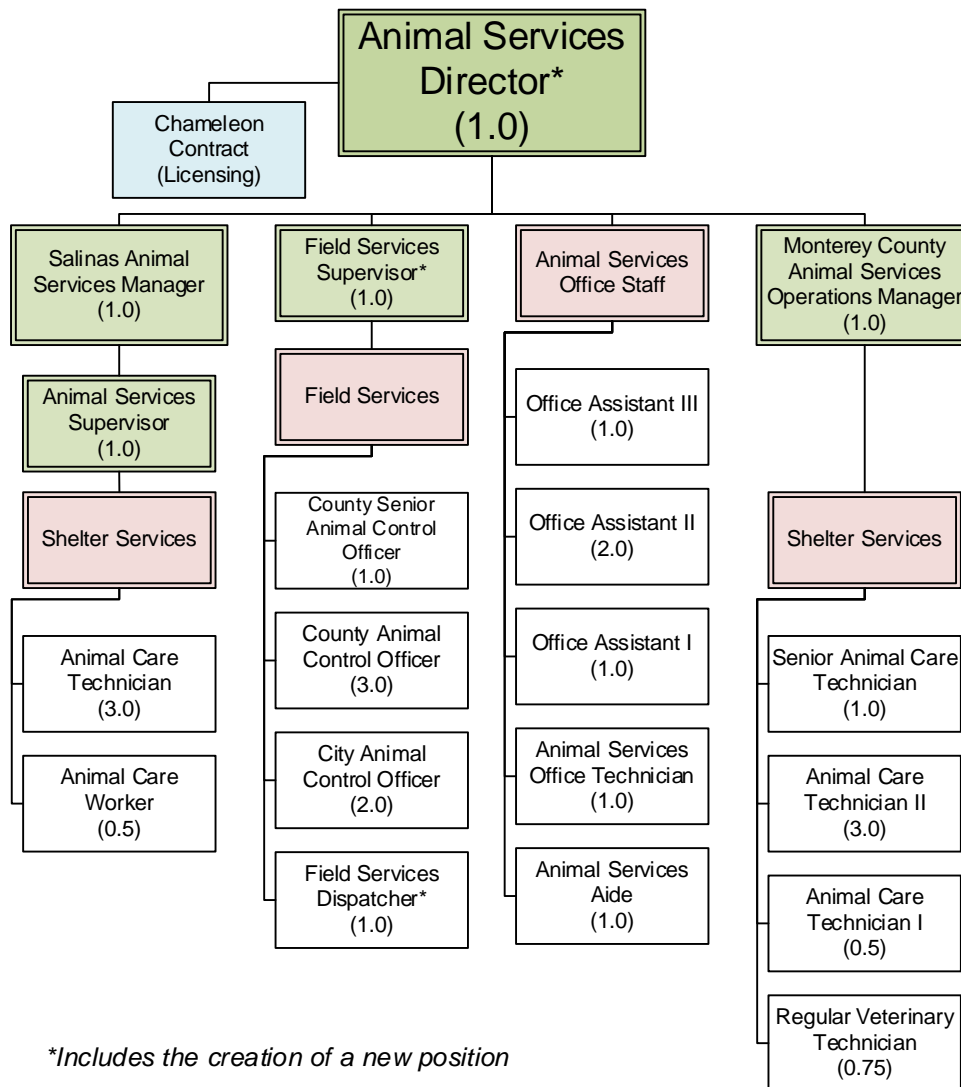 Animal Services
Director*
(1.0)
Chameleon
Contract
(Licensing)
Salinas Animal
Services Manager
(1.0)
Animal Services
Supervisor
(1.0)
Shelter Services
Animal Care
Technician
(3.0)
Animal Care
Worker
(0.5)
Field Services
Supervisor*
(1.0)
Field Services
County Senior
Animal Control
Officer
(1.0)
County Animal
Control Officer
(3.0)
City Animal
Control Officer
(2.0)
Field Services
Dispatcher*
(1.0)
Animal Services
Office Staff
Office Assistant III
(1.0)
Office Assistant II
(2.0)
Office Assistant I
(1.0)
Animal Services
Office Technician
(1.0)
Animal Services
Aide
(1.0)
Monterey County
Animal Services
Operations Manager
(1.0)
Shelter Services
Senior Animal Care
Technician
(1.0)
Animal Care
Technician II
(3.0)
Animal Care
Technician I
(0.5)
Regular Veterinary
Technician
(0.75)
*Includes the creation of a new position